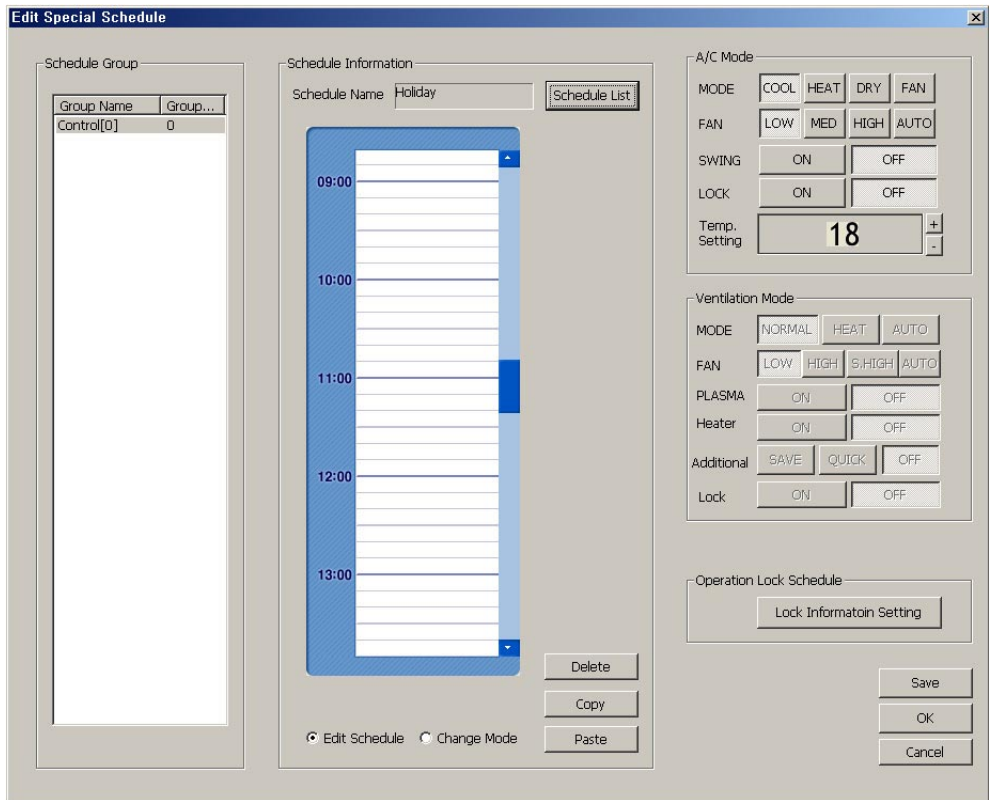 Edit Special Schedule
Schedule Group
Group Name Group...
Control[0] 0
Schedule Information
Schedule Name Holiday Schedule List
09:00
10:00
11:00
12:00
13:00
Delete
Copy
Paste
Edit Schedule Change Mode
A/C Mode
MODE COOL HEAT DRY FAN
FAN LOW MED HIGH AUTO
SWING ON OFF
LOCK ON OFF
Temp.
Setting
18
+
-
Ventilation Mode
MODE NORMAL HEAT AUTO
FAN LOW HIGH S.HIGH AUTO
PLASMA ON OFF
Heater ON OFF
Additional SAVE QUICK OFF
Lock ON OFF
Operation Lock Schedule
Lock Informatoin Setting
Save
OK
Cancel